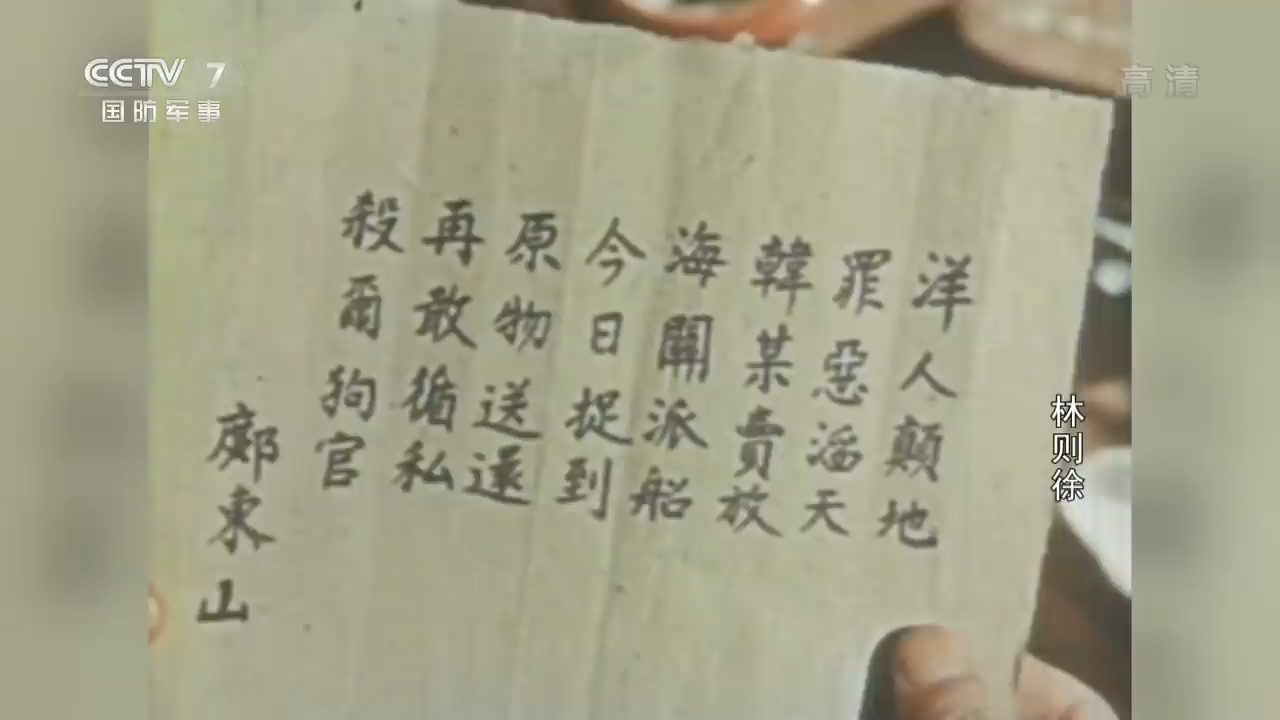 CCTV 7
国防军事
高清
洋人顛地
罪惡滔天
韓某賣放
海關派船
今日捉到
原物送還
再敢循私
殺爾狗官
鄺東山
林则徐